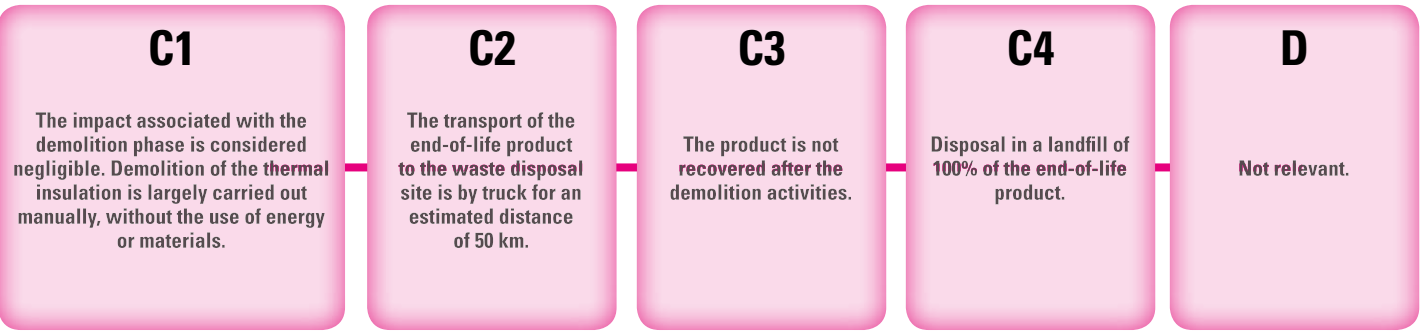 C1
The impact associated with the
demolition phase is considered
negligible. Demolition of the thermal
insulation is largely carried out
manually, without the use of energy
or materials.
C2
The transport of the
end-of-life product
to the waste disposal
site is by truck for an
estimated distance
of 50 km.
C3
The product is not
recovered after the
demolition activities.
C4
Disposal in a landfill of
100% of the end-of-life
product.
D
Not relevant.